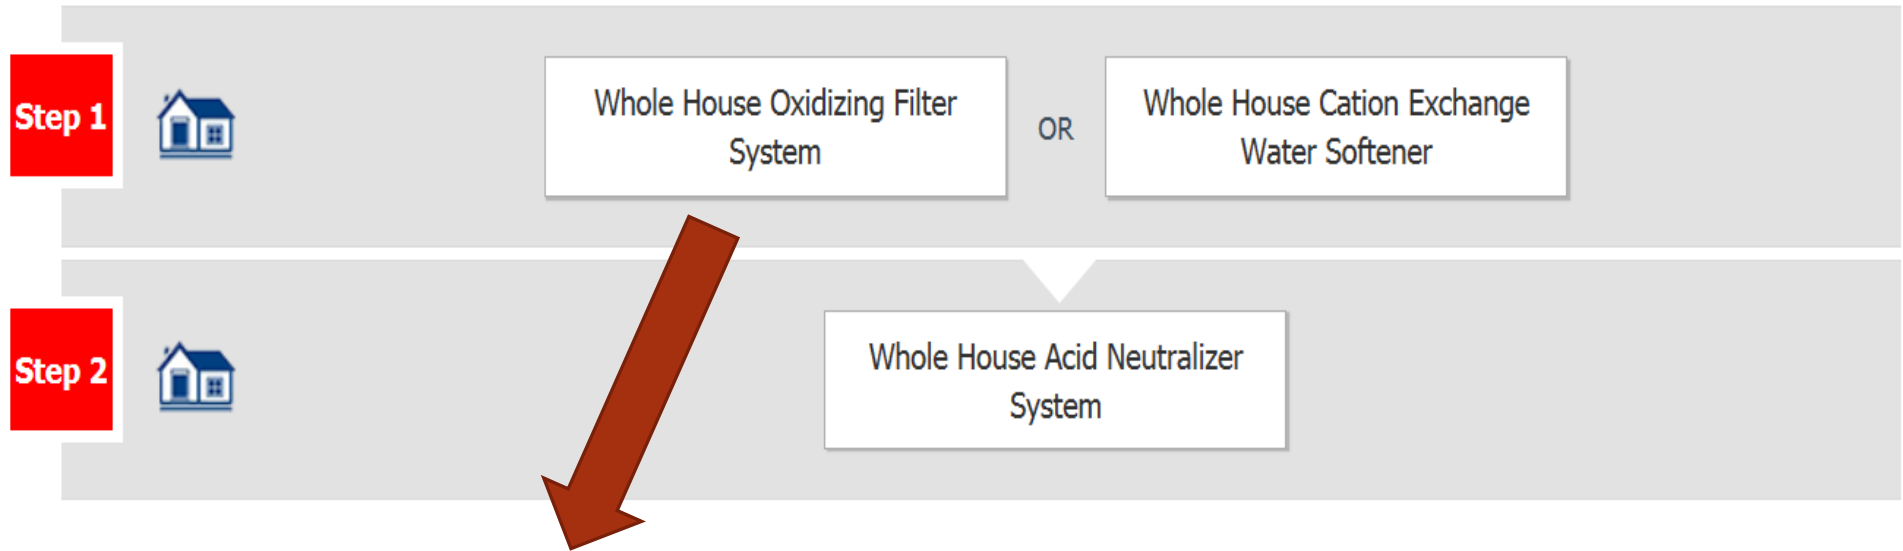 Step 1
Whole House Oxidizing Filter
System
OR
Whole House Cation Exchange
Water Softener
Step 2
Whole House Acid Neutralizer
System